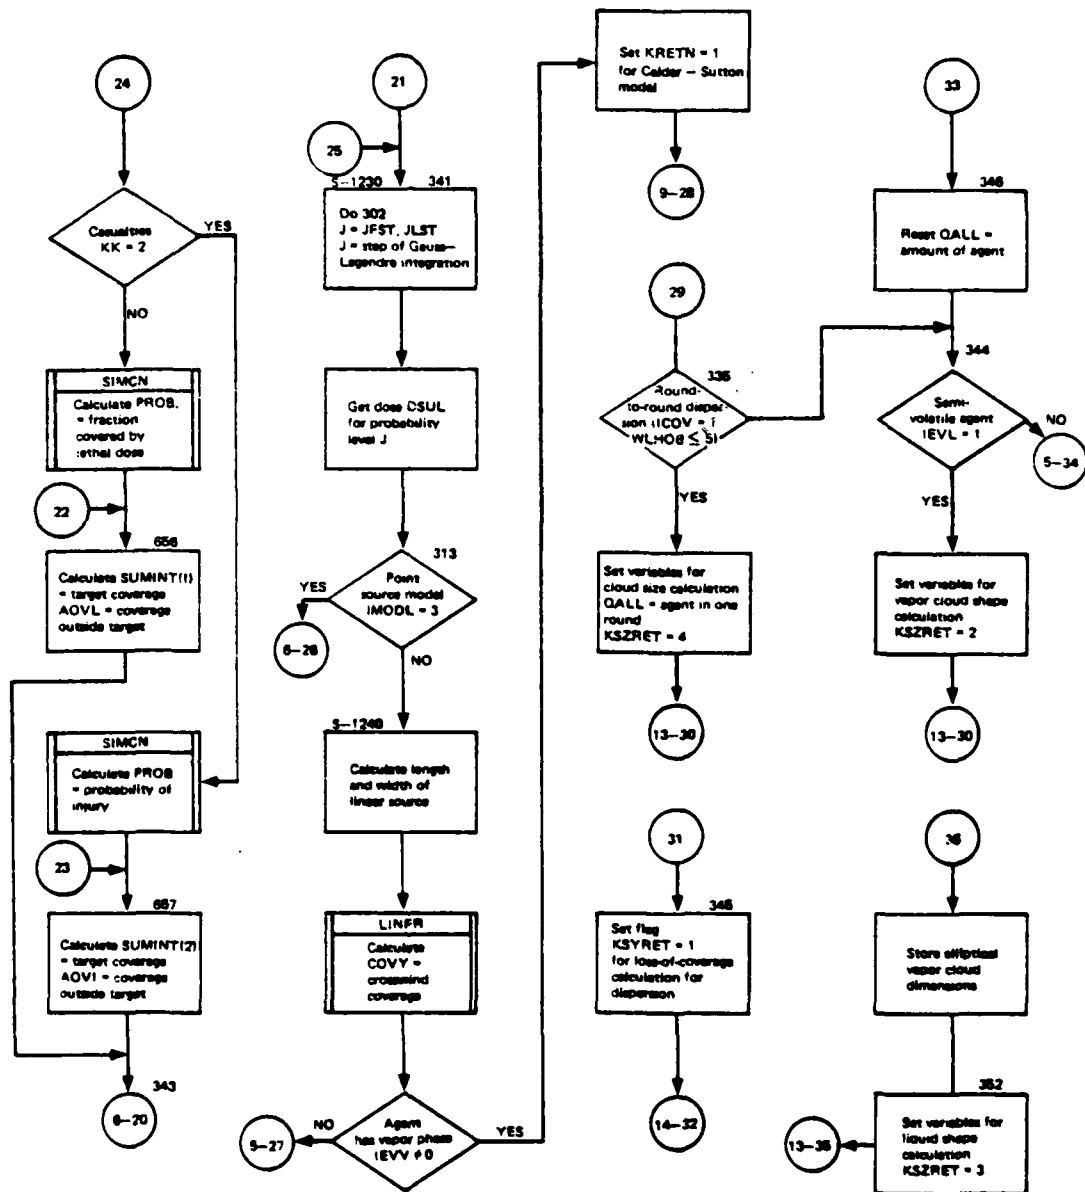 24
Casualties
KK = 2
YES
NO
SIMCN
Calculate PROB,
= fraction
covered by
lethal dose
22
656
Calculate SUMINT(1)
= target coverage
AOVL = coverage
outside target
SIMCN
Calculate PROB
= probability of
injury
23
657
Calculate SUMINT(2)
= target coverage
AOVI = coverage
outside target
343
6-20
21
25
S-1230
341
Do 302
J = JFST, JLST
J = step of Gauss-
Legendre integration
Get dose DSUL
for probability
level J
313
Point
source model
IMODL = 3
YES
6-26
NO
S-1240
Calculate length
and width of
linear source
LINFR
Calculate
COVY =
crosswind
coverage
Agent
has vapor phase
IEVV ≠ 0
NO
5-27
YES
Set KRETN = 1
for Calder - Sutton
model
9-28
29
335
Round-
to-round disper-
sion (ICOV = 1
WLHOB ≤ 5)
YES
Set variables for
cloud size calculation
QALL = agent in one
round
KSZRET = 4
13-30
31
345
Set flag
KSYRET = 1
for loss-of-coverage
calculation for
dispersion
14-32
33
346
Reset QALL =
amount of agent
344
Semi-
volatile agent
IEVL = 1
NO
5-34
YES
Set variables for
vapor cloud shape
calculation
KSZRET = 2
13-30
Store elliptical
vapor cloud
dimensions
352
Set variables for
liquid shape
calculation
KSZRET = 3